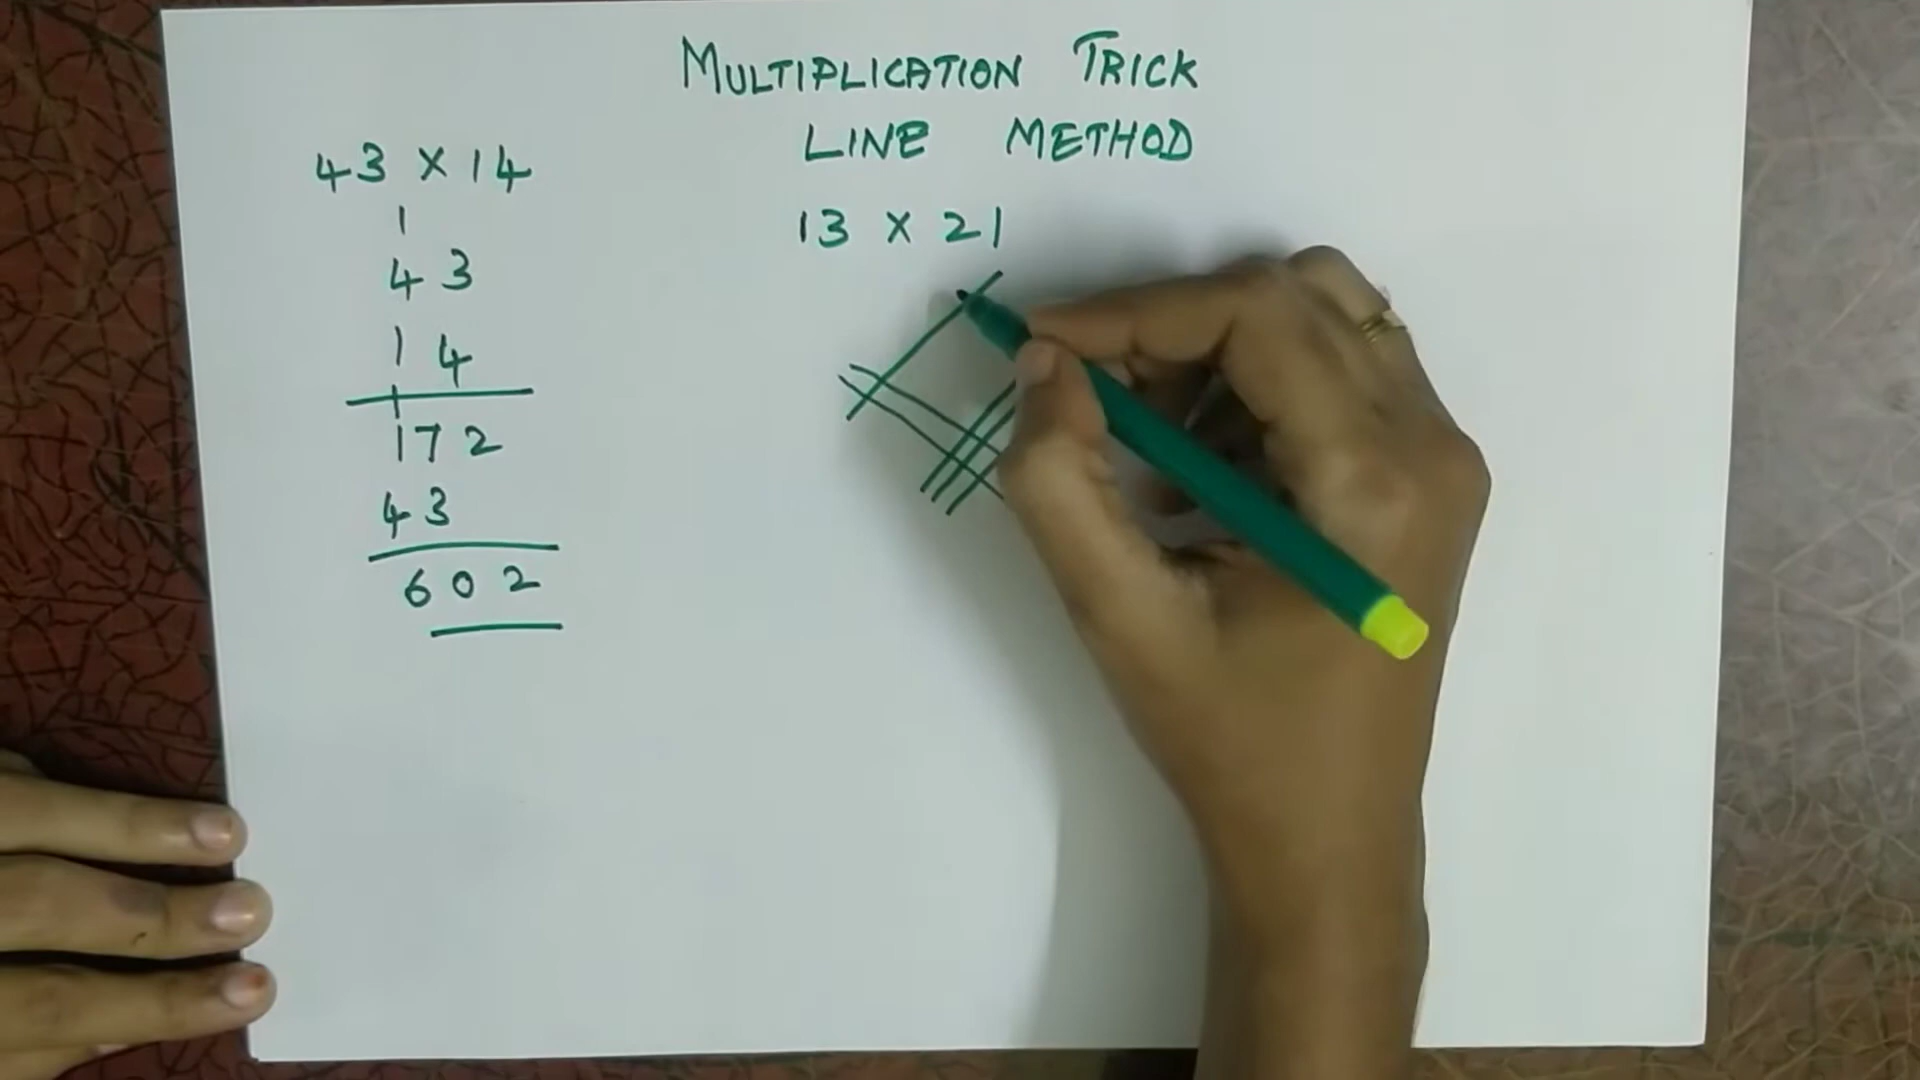 MULTIPLICATION TRICK
LINE METHOD
43 X 14
1
43
14
172
43
602
13 X 21